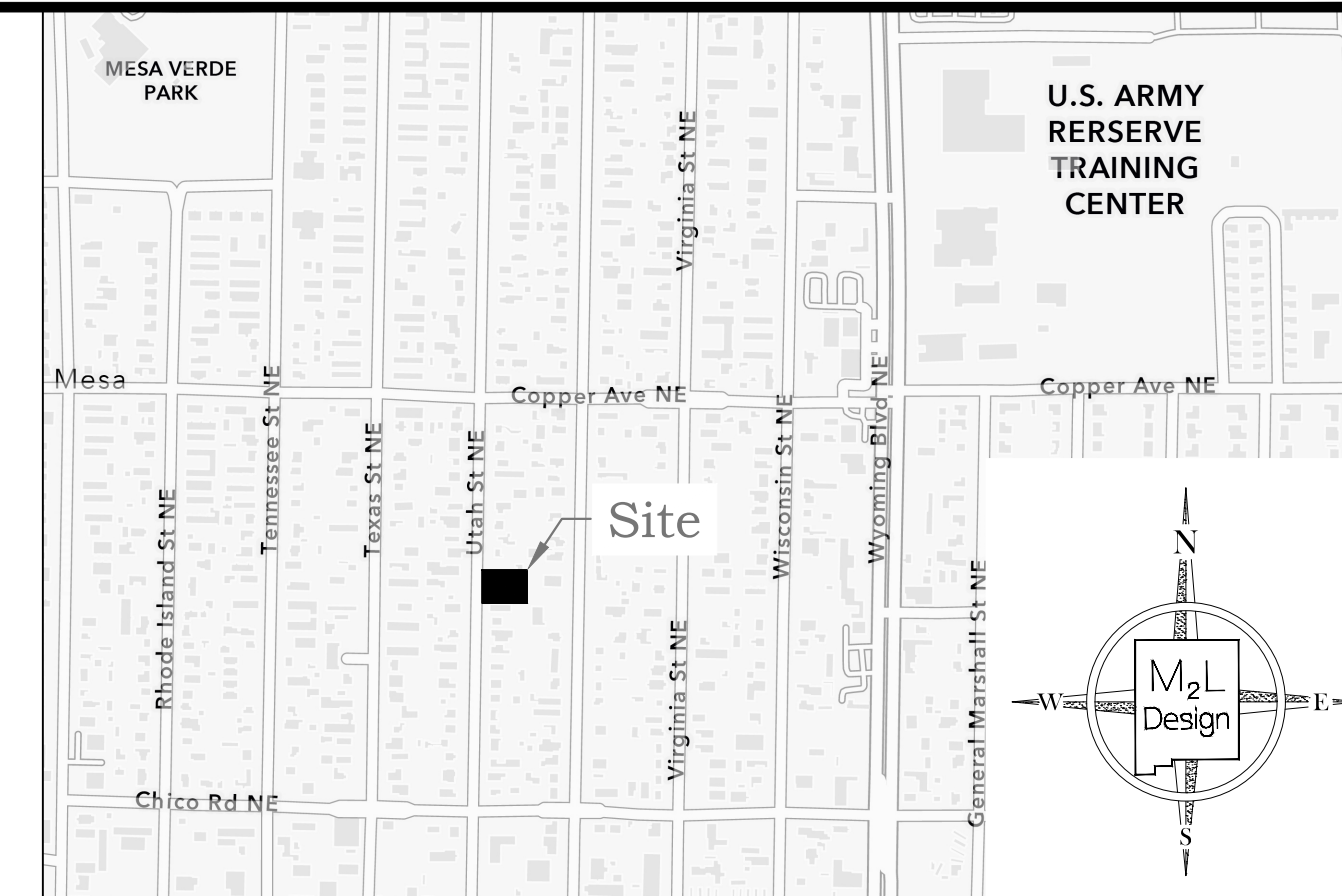 MESA VERDE
PARK
U.S. ARMY
RERSERVE
TRAINING
CENTER
Virginia St NE
Mesa
Copper Ave NE
Copper Ave NE
Tennessee St NE
Texas St NE
Utah St NE
Wisconsin St NE
Wyoming Blvd NE
Rhode Island St NE
Site
General Marshall St NE
Virginia St NE
Chico Rd NE
N
W
E
S
M2L
Design